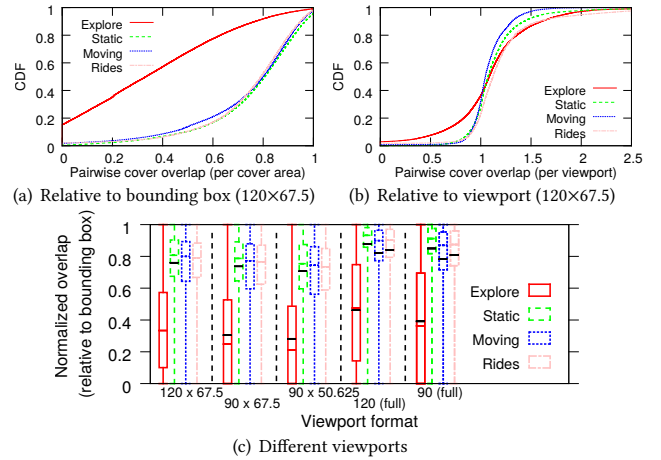 CDF
1
0.8
0.6
0.4
0.2
0
Explore
Static
Moving
Rides
0 0.2 0.4 0.6 0.8 1
Pairwise cover overlap (per cover area)
(a) Relative to bounding box (120×67.5)
CDF
1
0.8
0.6
0.4
0.2
0
Explore
Static
Moving
Rides
0 0.5 1.0 1.5 2.0 2.5
Pairwise cover overlap (per viewport)
(b) Relative to viewport (120×67.5)
Normalized overlap
(relative to bounding box)
1
0.8
0.6
0.4
0.2
0
Explore
Static
Moving
Rides
120 x 67.5
90 x 67.5
90 x 50.625
120 (full)
90 (full)
Viewport format
(c) Different viewports